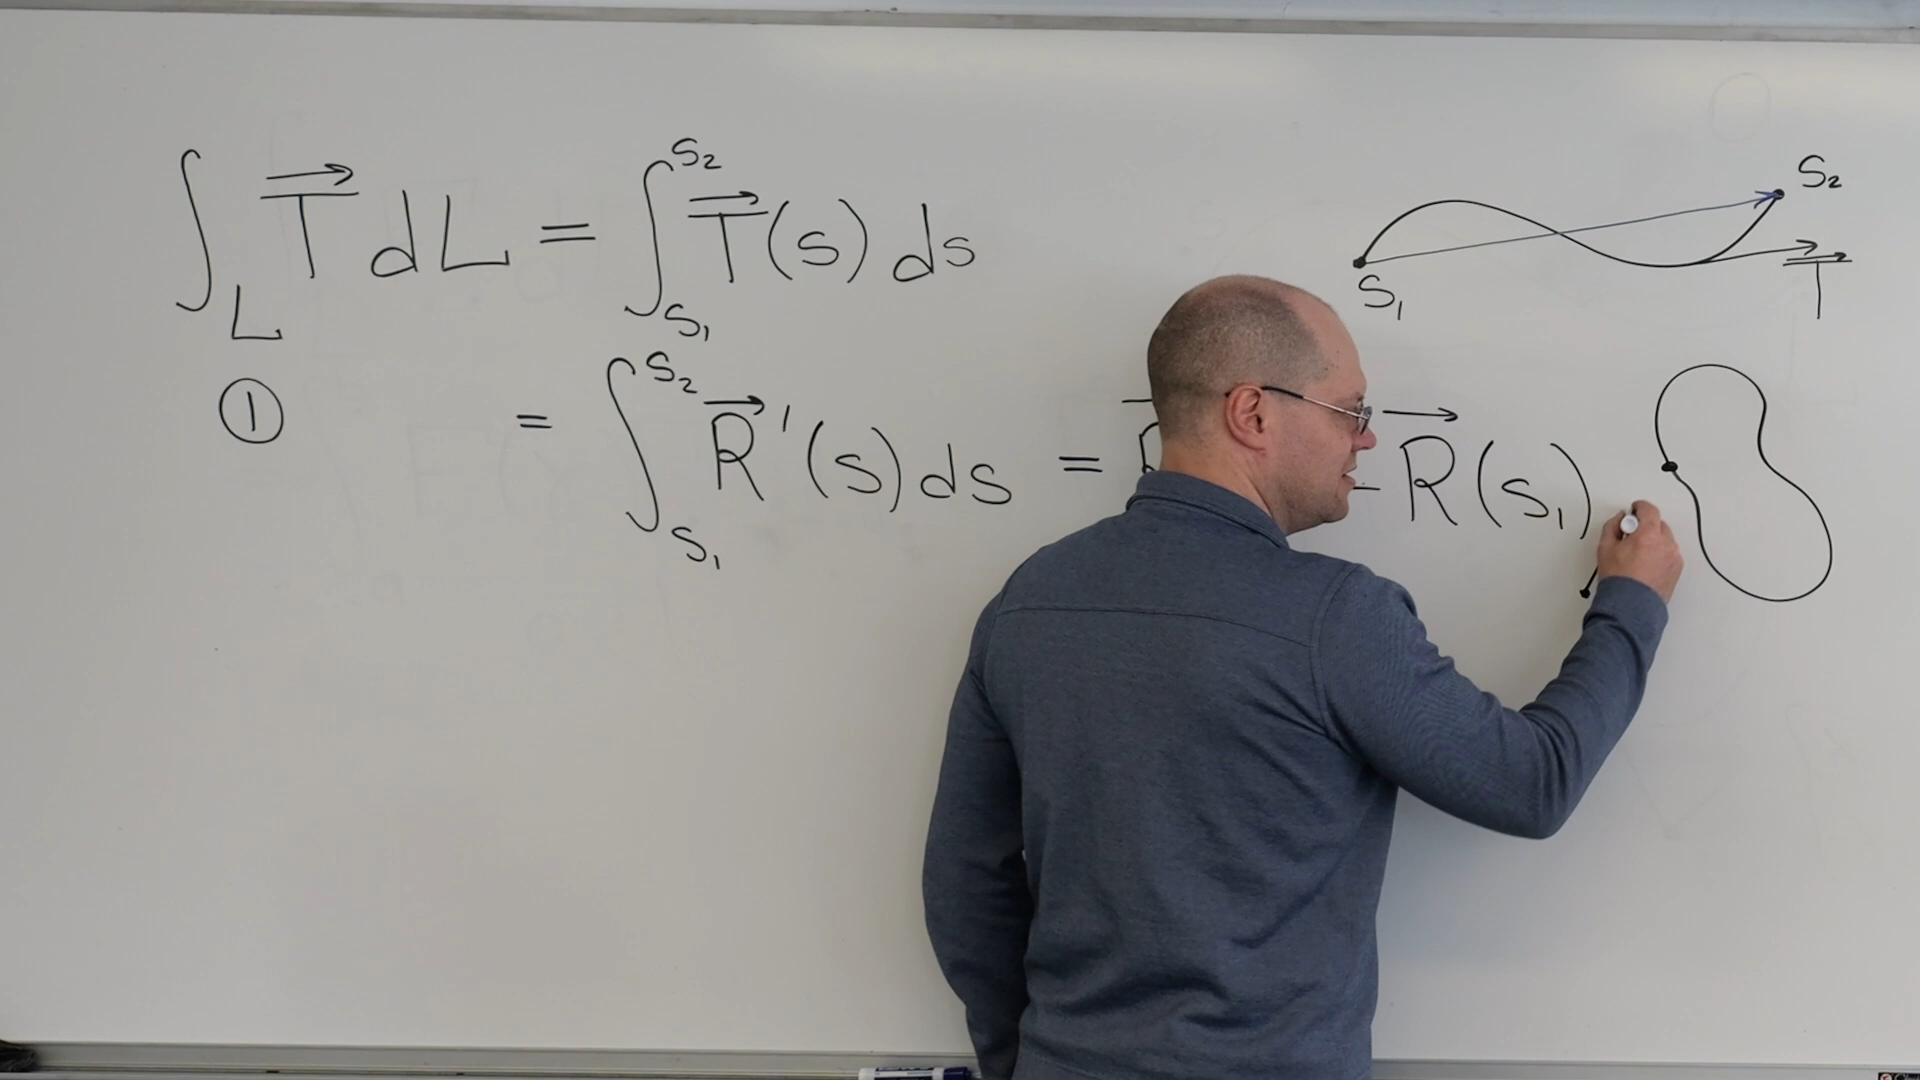 ∫_L T⃗ dL = ∫_{S₁}^{S₂} T⃗(s) ds
① = ∫_{S₁}^{S₂} R⃗'(s) ds = - R⃗(s₁)
S₂
S₁
T⃗